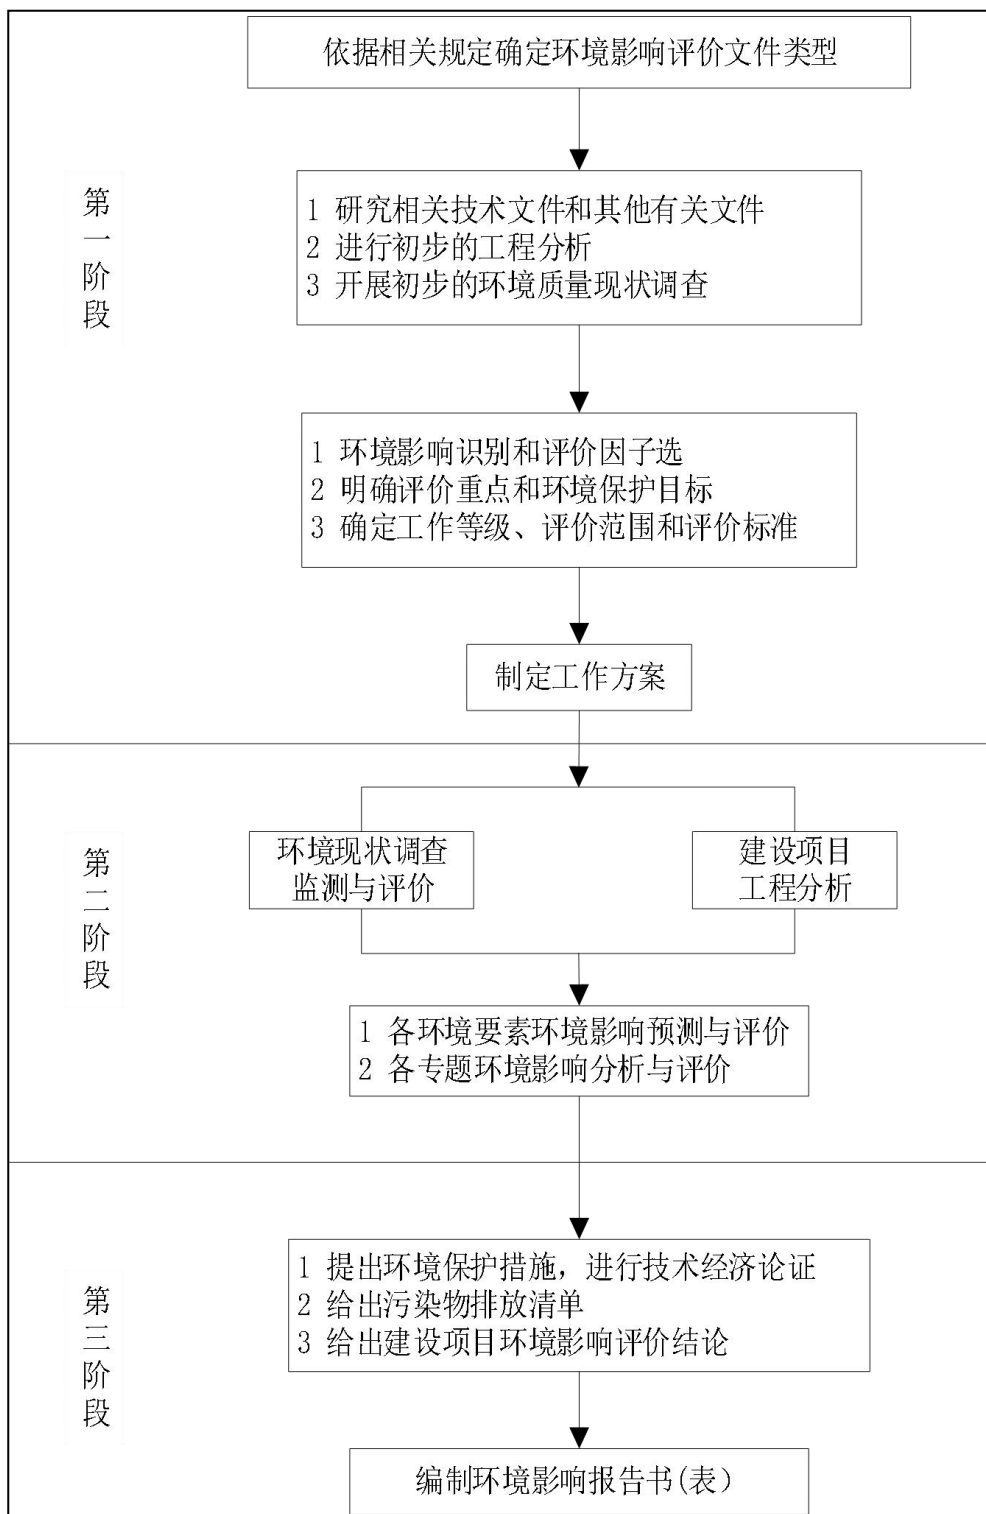 依据相关规定确定环境影响评价文件类型
第一阶段
1 研究相关技术文件和其他有关文件
2 进行初步的工程分析
3 开展初步的环境质量现状调查
1 环境影响识别和评价因子选
2 明确评价重点和环境保护目标
3 确定工作等级、评价范围和评价标准
制定工作方案
第二阶段
环境现状调查
监测与评价
建设项目
工程分析
1 各环境要素环境影响预测与评价
2 各专题环境影响分析与评价
第三阶段
1 提出环境保护措施，进行技术经济论证
2 给出污染物排放清单
3 给出建设项目环境影响评价结论
编制环境影响报告书(表）